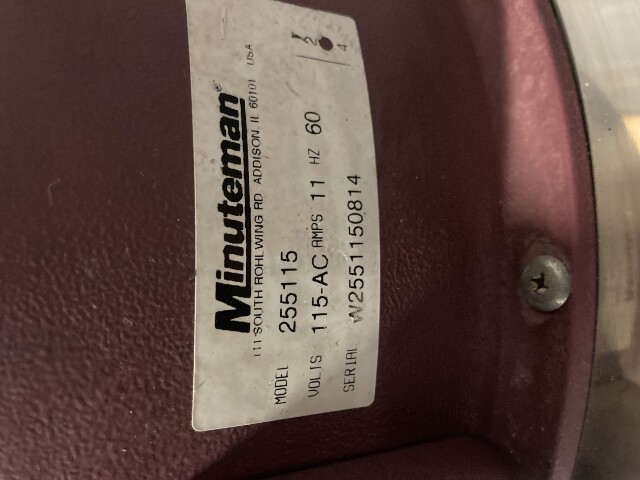 Minuteman®
111 SOUTH ROHLWING RD ADDISON, IL 60101 USA
MODEL 255115
VOLTS 115-AC AMPS 11 HZ 60
SERIAL W2551150814
2
4